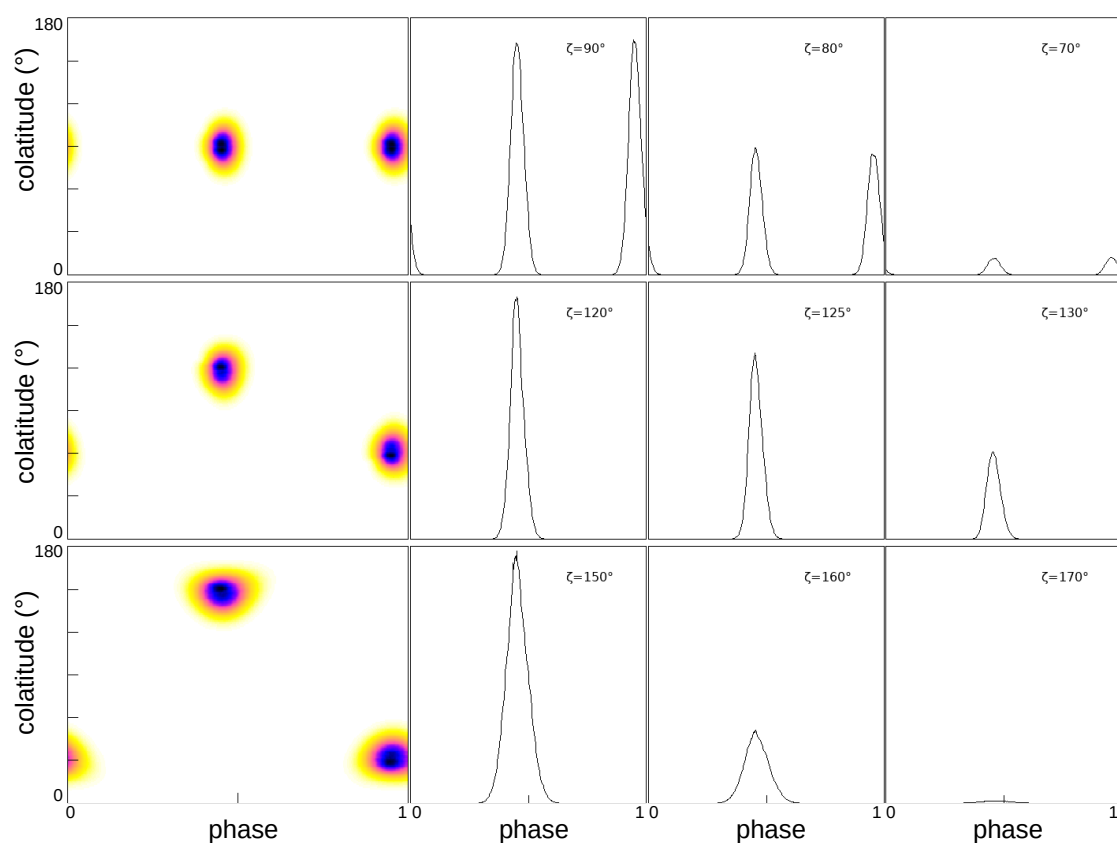 180
colatitude (°)
0
ζ=90°
ζ=80°
ζ=70°
180
colatitude (°)
0
ζ=120°
ζ=125°
ζ=130°
180
colatitude (°)
0
ζ=150°
ζ=160°
ζ=170°
0 1 0 1 0 1 0 1
phase phase phase phase